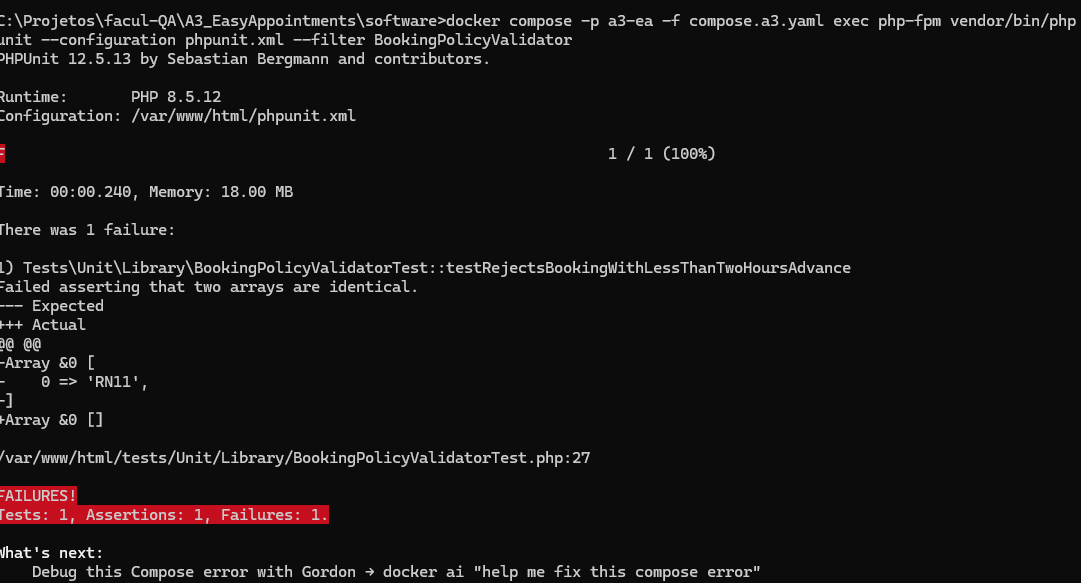 C:\Projetos\facul-QA\A3_EasyAppointments\software>docker compose -p a3-ea -f compose.a3.yaml exec php-fpm vendor/bin/php
unit --configuration phpunit.xml --filter BookingPolicyValidator
PHPUnit 12.5.13 by Sebastian Bergmann and contributors.
Runtime:       PHP 8.5.12
Configuration: /var/www/html/phpunit.xml
F                                                                   1 / 1 (100%)
Time: 00:00.240, Memory: 18.00 MB
There was 1 failure:
1) Tests\Unit\Library\BookingPolicyValidatorTest::testRejectsBookingWithLessThanTwoHoursAdvance
Failed asserting that two arrays are identical.
--- Expected
+++ Actual
@@ @@
-Array &0 [
-    0 => 'RN11',
-]
+Array &0 []
/var/www/html/tests/Unit/Library/BookingPolicyValidatorTest.php:27
FAILURES!
Tests: 1, Assertions: 1, Failures: 1.
What's next:
    Debug this Compose error with Gordon → docker ai "help me fix this compose error"